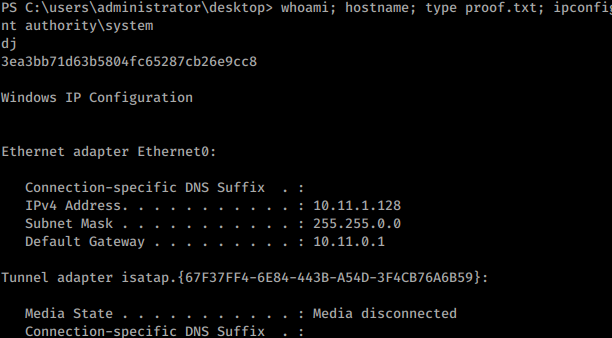 PS C:\users\administrator\desktop> whoami; hostname; type proof.txt; ipconfig
nt authority\system
dj
3ea3bb71d63b5804fc65287cb26e9cc8
Windows IP Configuration
Ethernet adapter Ethernet0:
Connection-specific DNS Suffix . :
IPv4 Address. . . . . . . . . . . : 10.11.1.128
Subnet Mask . . . . . . . . . . . : 255.255.0.0
Default Gateway . . . . . . . . . : 10.11.0.1
Tunnel adapter isatap.{67F37FF4-6E84-443B-A54D-3F4CB76A6B59}:
Media State . . . . . . . . . . . : Media disconnected
Connection-specific DNS Suffix . :